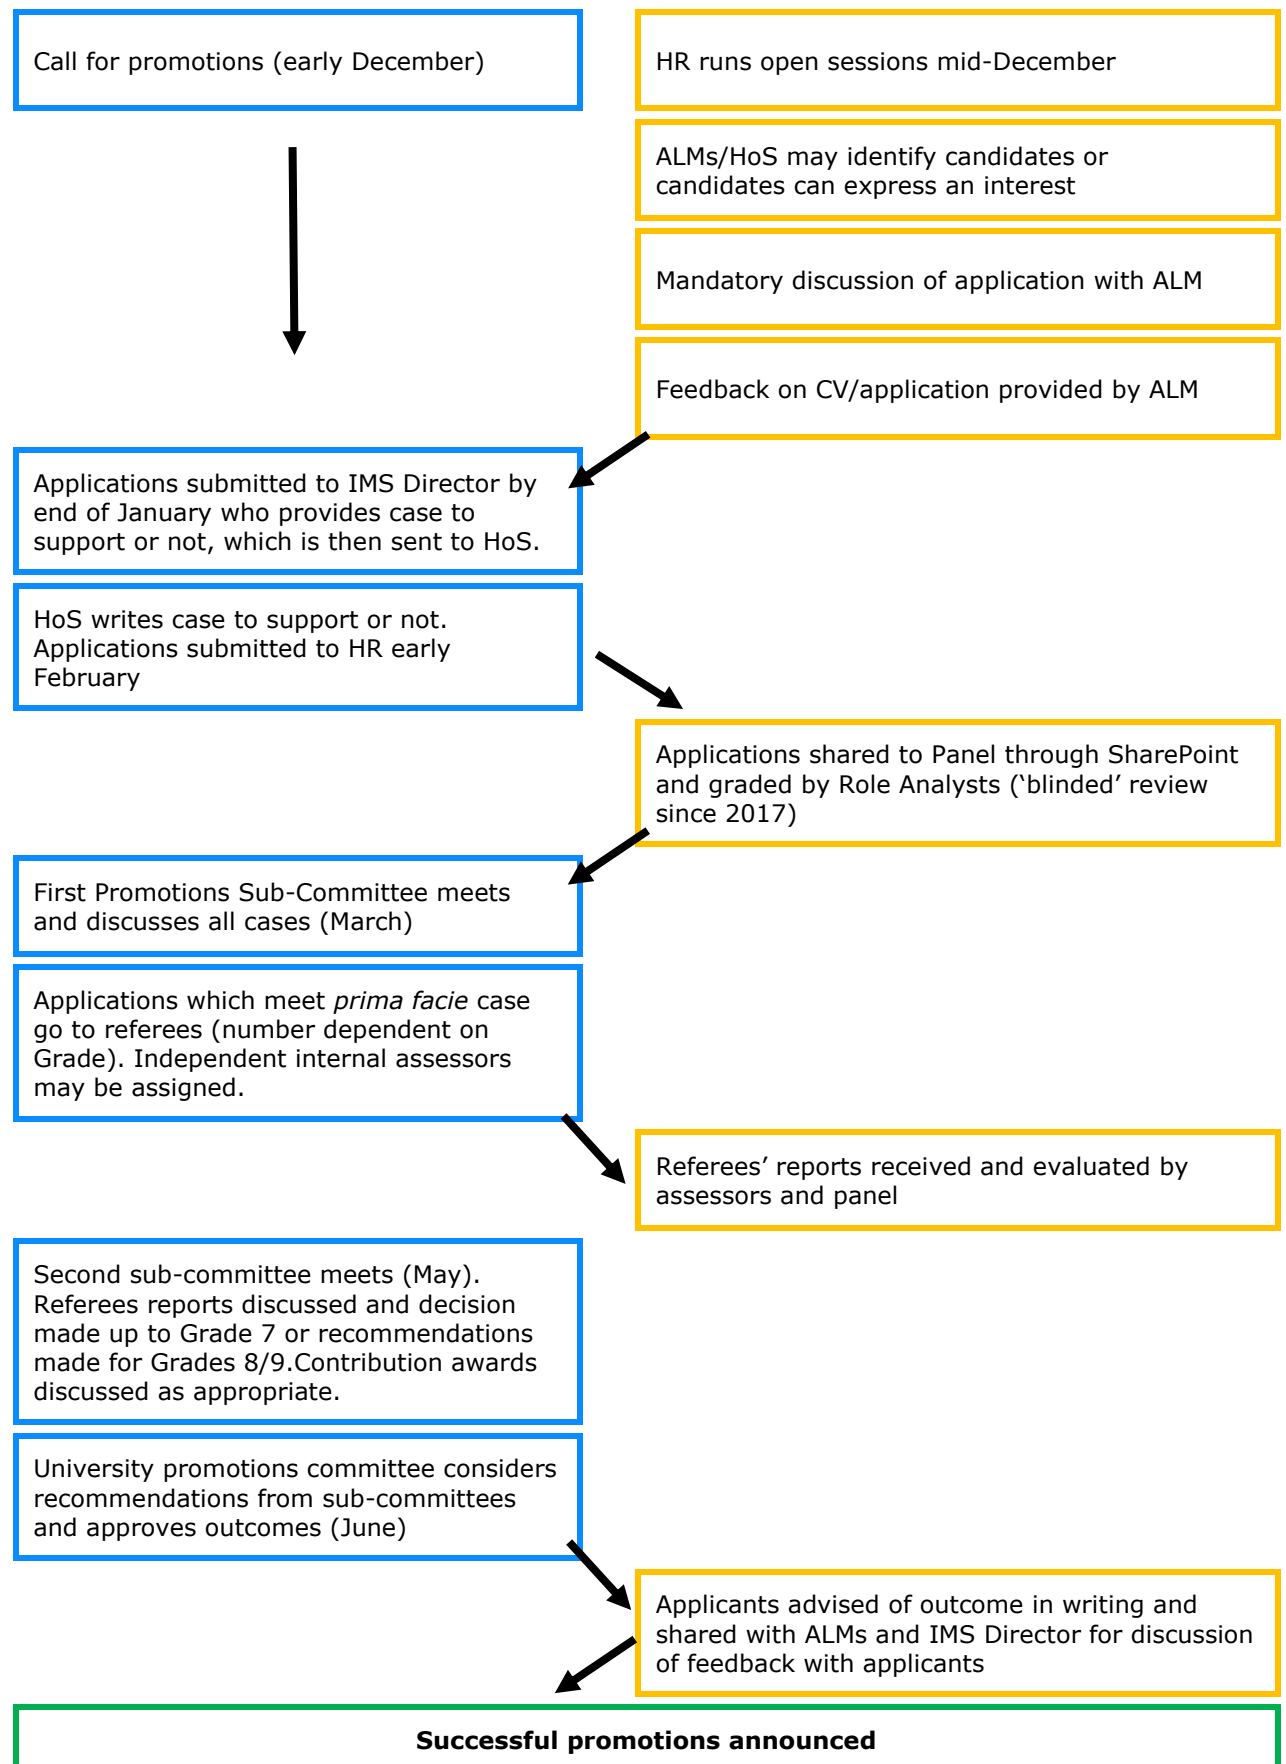 Call for promotions (early December)
HR runs open sessions mid-December
ALMs/HoS may identify candidates or
candidates can express an interest
Mandatory discussion of application with ALM
Feedback on CV/application provided by ALM
Applications submitted to IMS Director by
end of January who provides case to
support or not, which is then sent to HoS.
HoS writes case to support or not.
Applications submitted to HR early
February
Applications shared to Panel through SharePoint
and graded by Role Analysts (‘blinded’ review
since 2017)
First Promotions Sub-Committee meets
and discusses all cases (March)
Applications which meet prima facie case
go to referees (number dependent on
Grade). Independent internal assessors
may be assigned.
Referees’ reports received and evaluated by
assessors and panel
Second sub-committee meets (May).
Referees reports discussed and decision
made up to Grade 7 or recommendations
made for Grades 8/9.Contribution awards
discussed as appropriate.
University promotions committee considers
recommendations from sub-committees
and approves outcomes (June)
Applicants advised of outcome in writing and
shared with ALMs and IMS Director for discussion
of feedback with applicants
Successful promotions announced